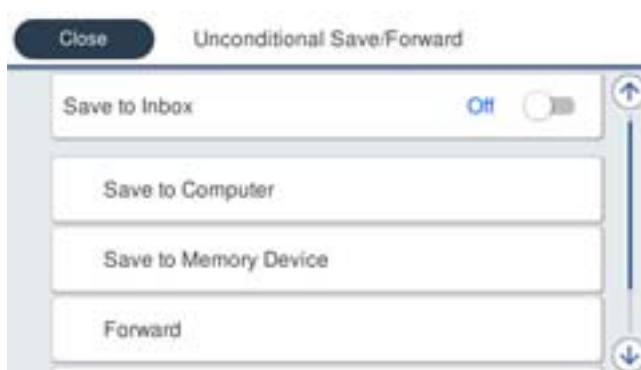 Close Unconditional Save/Forward
Save to Inbox Off
Save to Computer
Save to Memory Device
Forward